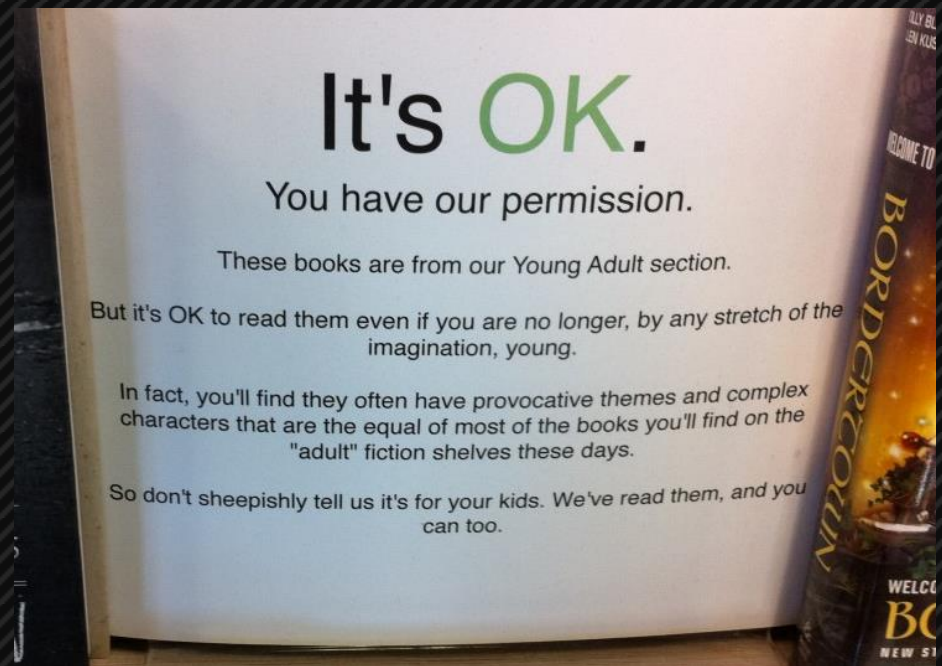 It's OK.
You have our permission.
These books are from our Young Adult section.
But it's OK to read them even if you are no longer, by any stretch of the
imagination, young.
In fact, you'll find they often have provocative themes and complex
characters that are the equal of most of the books you'll find on the
"adult" fiction shelves these days.
So don't sheepishly tell us it's for your kids. We've read them, and you
can too.
WELCOME TO
BORDERTOWN